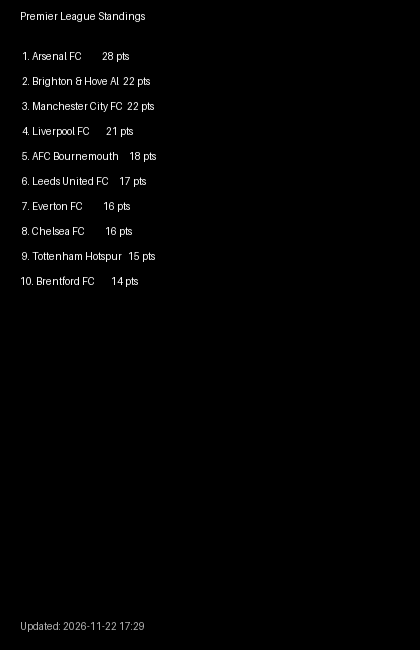 Premier League Standings
1. Arsenal FC 28 pts
2. Brighton & Hove Al 22 pts
3. Manchester City FC 22 pts
4. Liverpool FC 21 pts
5. AFC Bournemouth 18 pts
6. Leeds United FC 17 pts
7. Everton FC 16 pts
8. Chelsea FC 16 pts
9. Tottenham Hotspur 15 pts
10. Brentford FC 14 pts
Updated: 2026-11-22 17:29